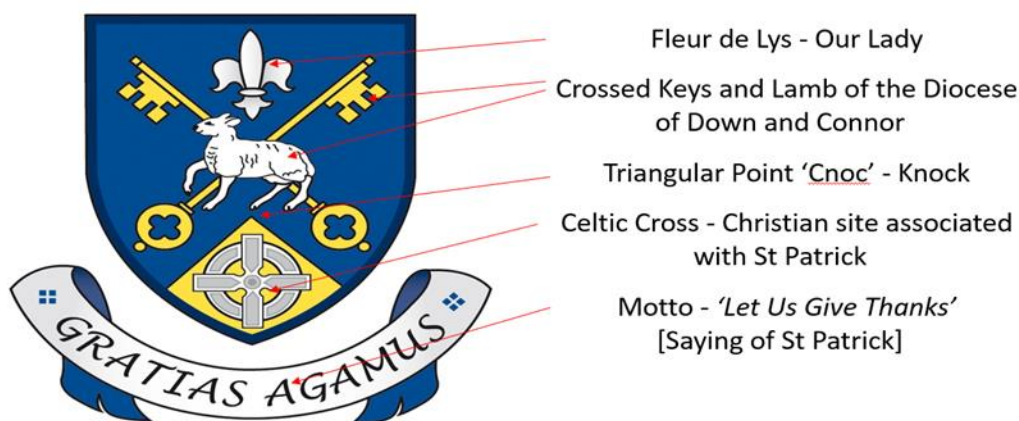 Fleur de Lys - Our Lady
Crossed Keys and Lamb of the Diocese
of Down and Connor
Triangular Point ‘Cnoc’ - Knock
Celtic Cross - Christian site associated
with St Patrick
Motto - ‘Let Us Give Thanks’
[Saying of St Patrick]
GRATIAS AGAMUS